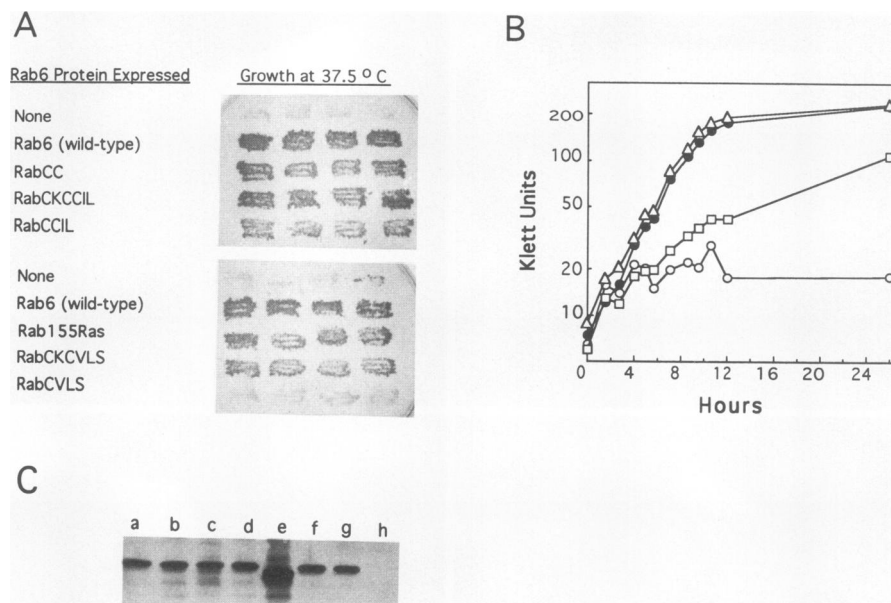 A
Rab6 Protein Expressed
Growth at 37.5 º C
None
Rab6 (wild-type)
RabCC
RabCKCCIL
RabCCIL
None
Rab6 (wild-type)
Rab155Ras
RabCKCVLS
RabCVLS
B
Klett Units
200
100
50
20
10
0 4 8 12 16 20 24
Hours
C
a b c d e f g h